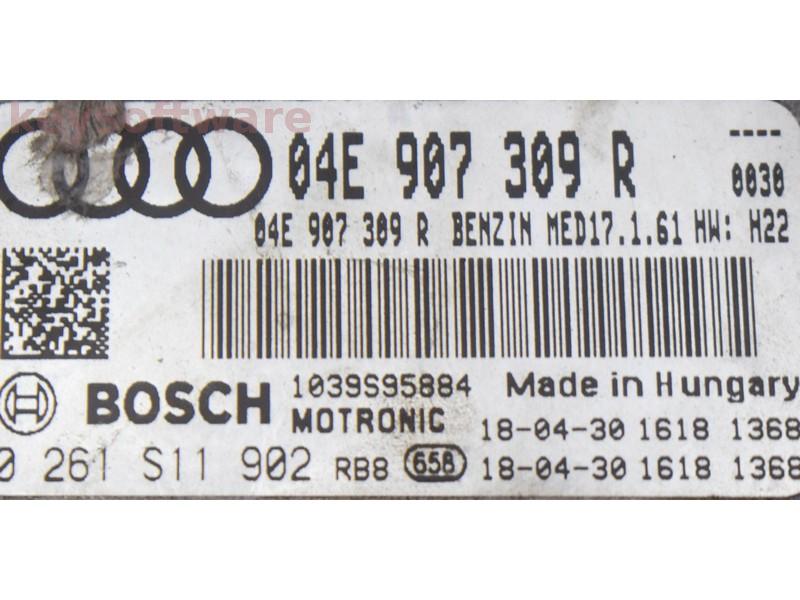 keysoftware
04E 907 309 R ----
0030
04E 907 309 R BENZIN MED17.1.61 HW: H22
BOSCH 1039S95884 Made in Hungary
MOTRONIC 18-04-30 1618 1368
0 261 S11 902 RB8 658 18-04-30 1618 1368